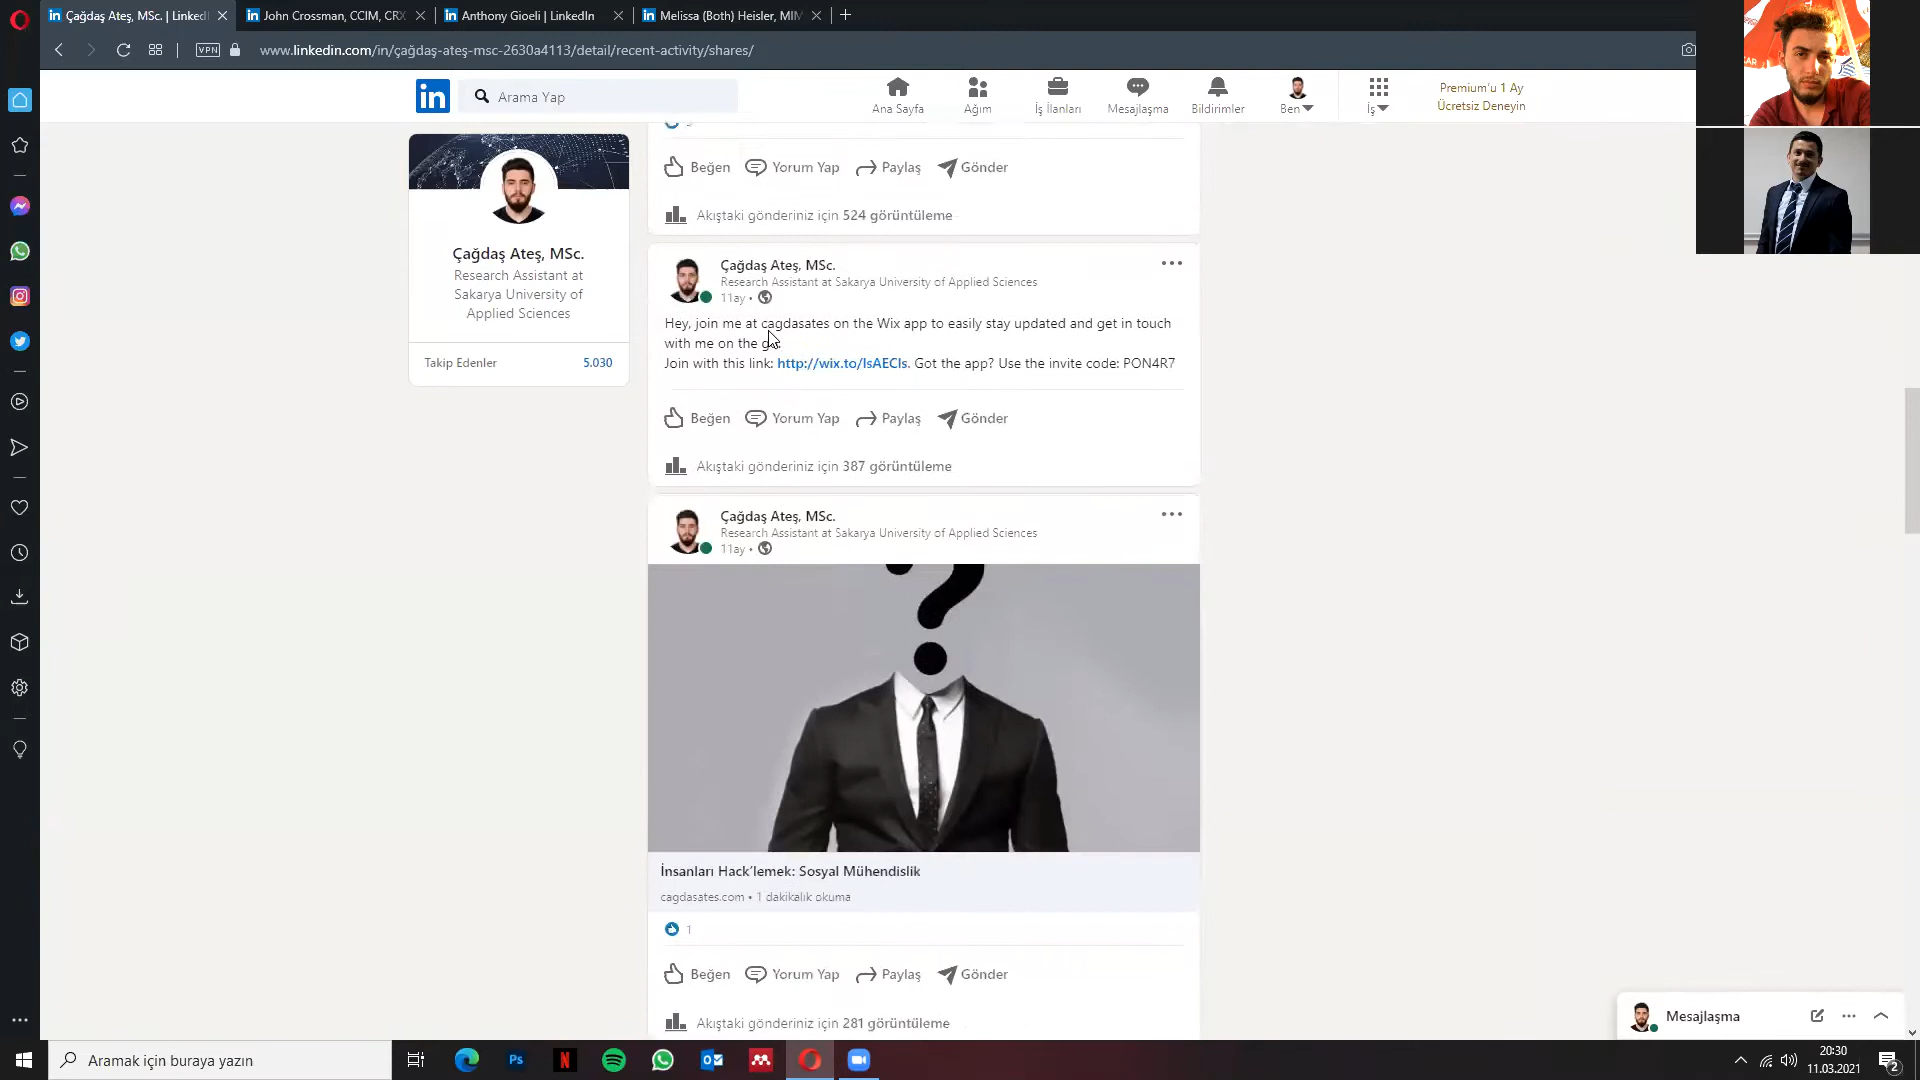 Çağdaş Ateş, MSc. | Linked
John Crossman, CCIM, CRX
Anthony Gioeli | LinkedIn
Melissa (Both) Heisler, MIM
VPN
www.linkedin.com/in/çağdaş-ateş-msc-2630a4113/detail/recent-activity/shares/
in
Arama Yap
Ana Sayfa
Ağım
İş İlanları
Mesajlaşma
Bildirimler
Ben
İş
Premium'u 1 Ay
Ücretsiz Deneyin
Çağdaş Ateş, MSc.
Research Assistant at
Sakarya University of
Applied Sciences
Takip Edenler 5.030
Beğen Yorum Yap Paylaş Gönder
Akıştaki gönderiniz için 524 görüntüleme
Çağdaş Ateş, MSc.
Research Assistant at Sakarya University of Applied Sciences
11ay •
Hey, join me at cagdasates on the Wix app to easily stay updated and get in touch
with me on the
Join with this link: http://wix.to/IsAECIs. Got the app? Use the invite code: PON4R7
Beğen Yorum Yap Paylaş Gönder
Akıştaki gönderiniz için 387 görüntüleme
Çağdaş Ateş, MSc.
Research Assistant at Sakarya University of Applied Sciences
11ay •
?
İnsanları Hack'lemek: Sosyal Mühendislik
cagdasates.com • 1 dakikalık okuma
1
Beğen Yorum Yap Paylaş Gönder
Akıştaki gönderiniz için 281 görüntüleme
Mesajlaşma
Aramak için buraya yazın
Ps
N
20:30
11.03.2021
2